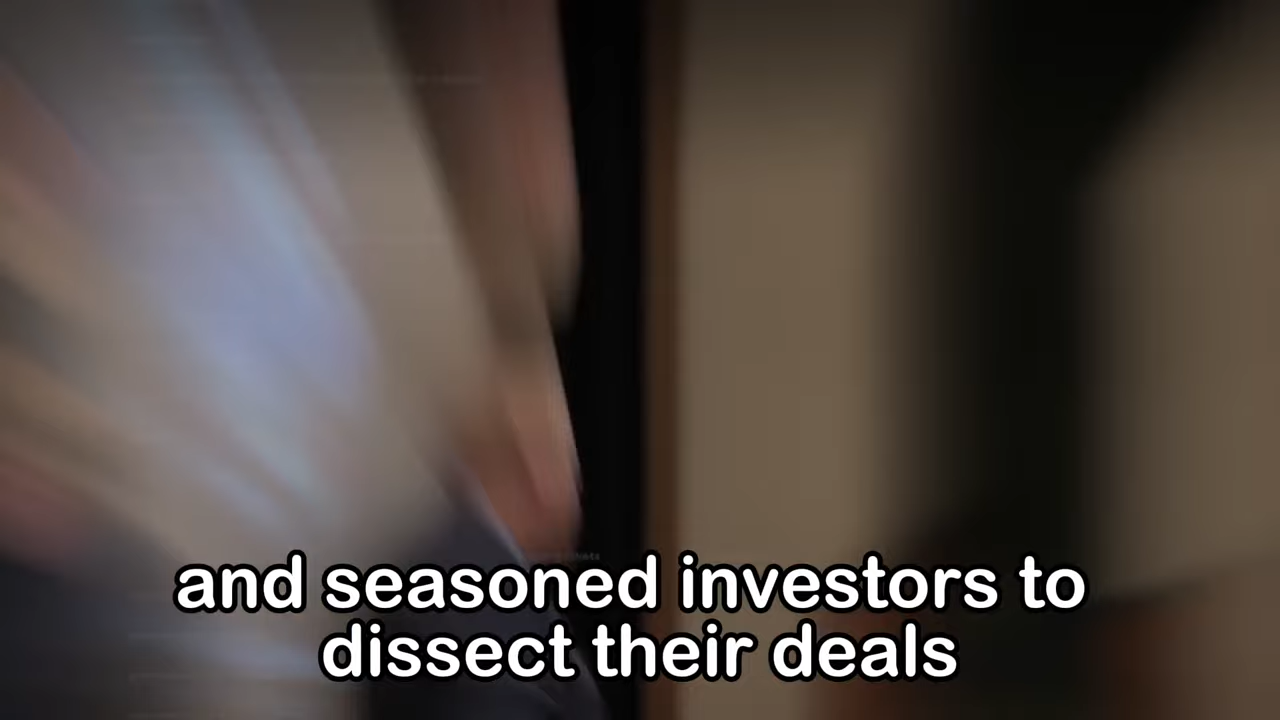 and seasoned investors to
dissect their deals